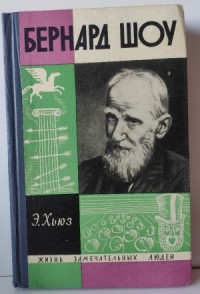 БЕРНАРД ШОУ
Э. Хьюз
ЖИЗНЬ ЗАМЕЧАТЕЛЬНЫХ ЛЮДЕЙ